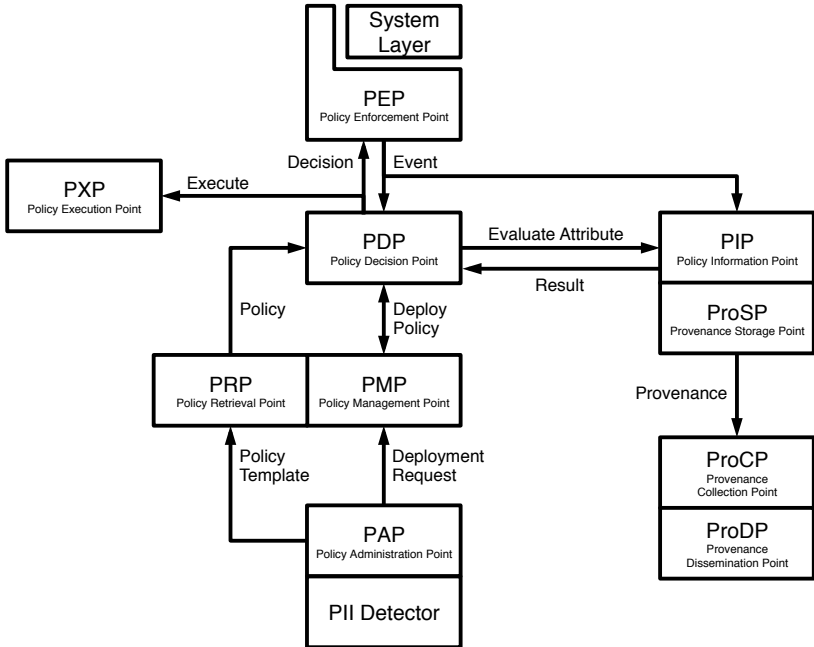 System
Layer
PEP
Policy Enforcement Point
Decision
Event
PXP
Policy Execution Point
Execute
PDP
Policy Decision Point
Evaluate Attribute
Result
PIP
Policy Information Point
ProSP
Provenance Storage Point
Policy
Deploy
Policy
PRP
Policy Retrieval Point
PMP
Policy Management Point
Provenance
Policy
Template
Deployment
Request
ProCP
Provenance
Collection Point
ProDP
Provenance
Dissemination Point
PAP
Policy Administration Point
PII Detector